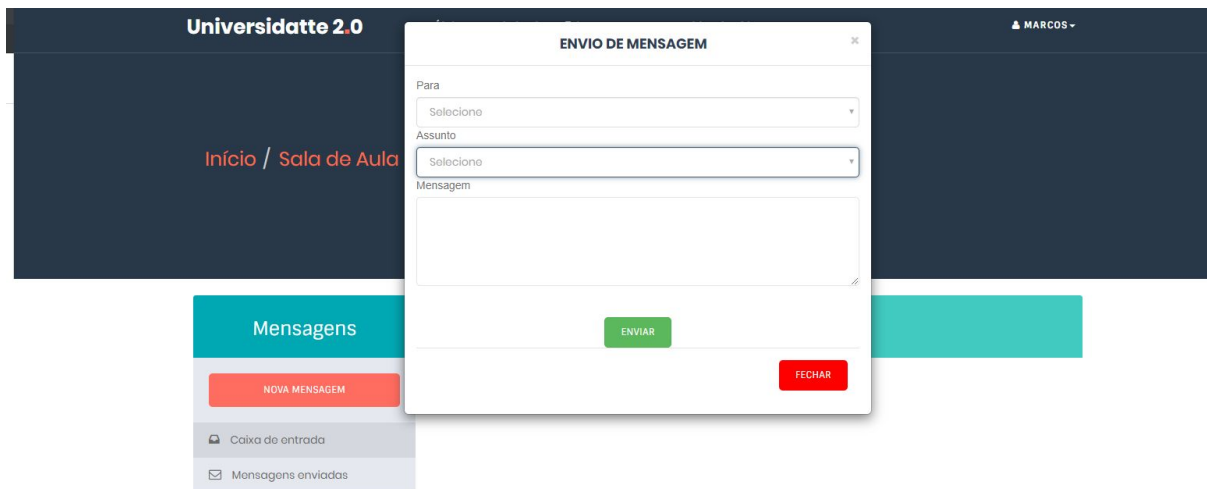 Universidatte 2.0
MARCOS
ENVIO DE MENSAGEM
×
Para
Selecione
Assunto
Selecione
Mensagem
Início / Sala de Aula
ENVIAR
FECHAR
Mensagens
NOVA MENSAGEM
Caixa de entrada
Mensagens enviadas